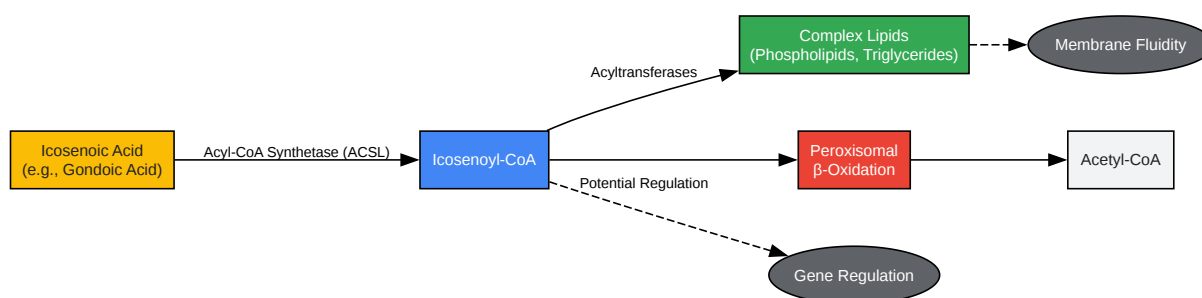 Complex Lipids
(Phospholipids, Triglycerides)
Membrane Fluidity
Acyltransferases
Icosenoic Acid
(e.g., Gondoic Acid)
Acyl-CoA Synthetase (ACSL)
Icosenoyl-CoA
Peroxisomal
β-Oxidation
Acetyl-CoA
Potential Regulation
Gene Regulation